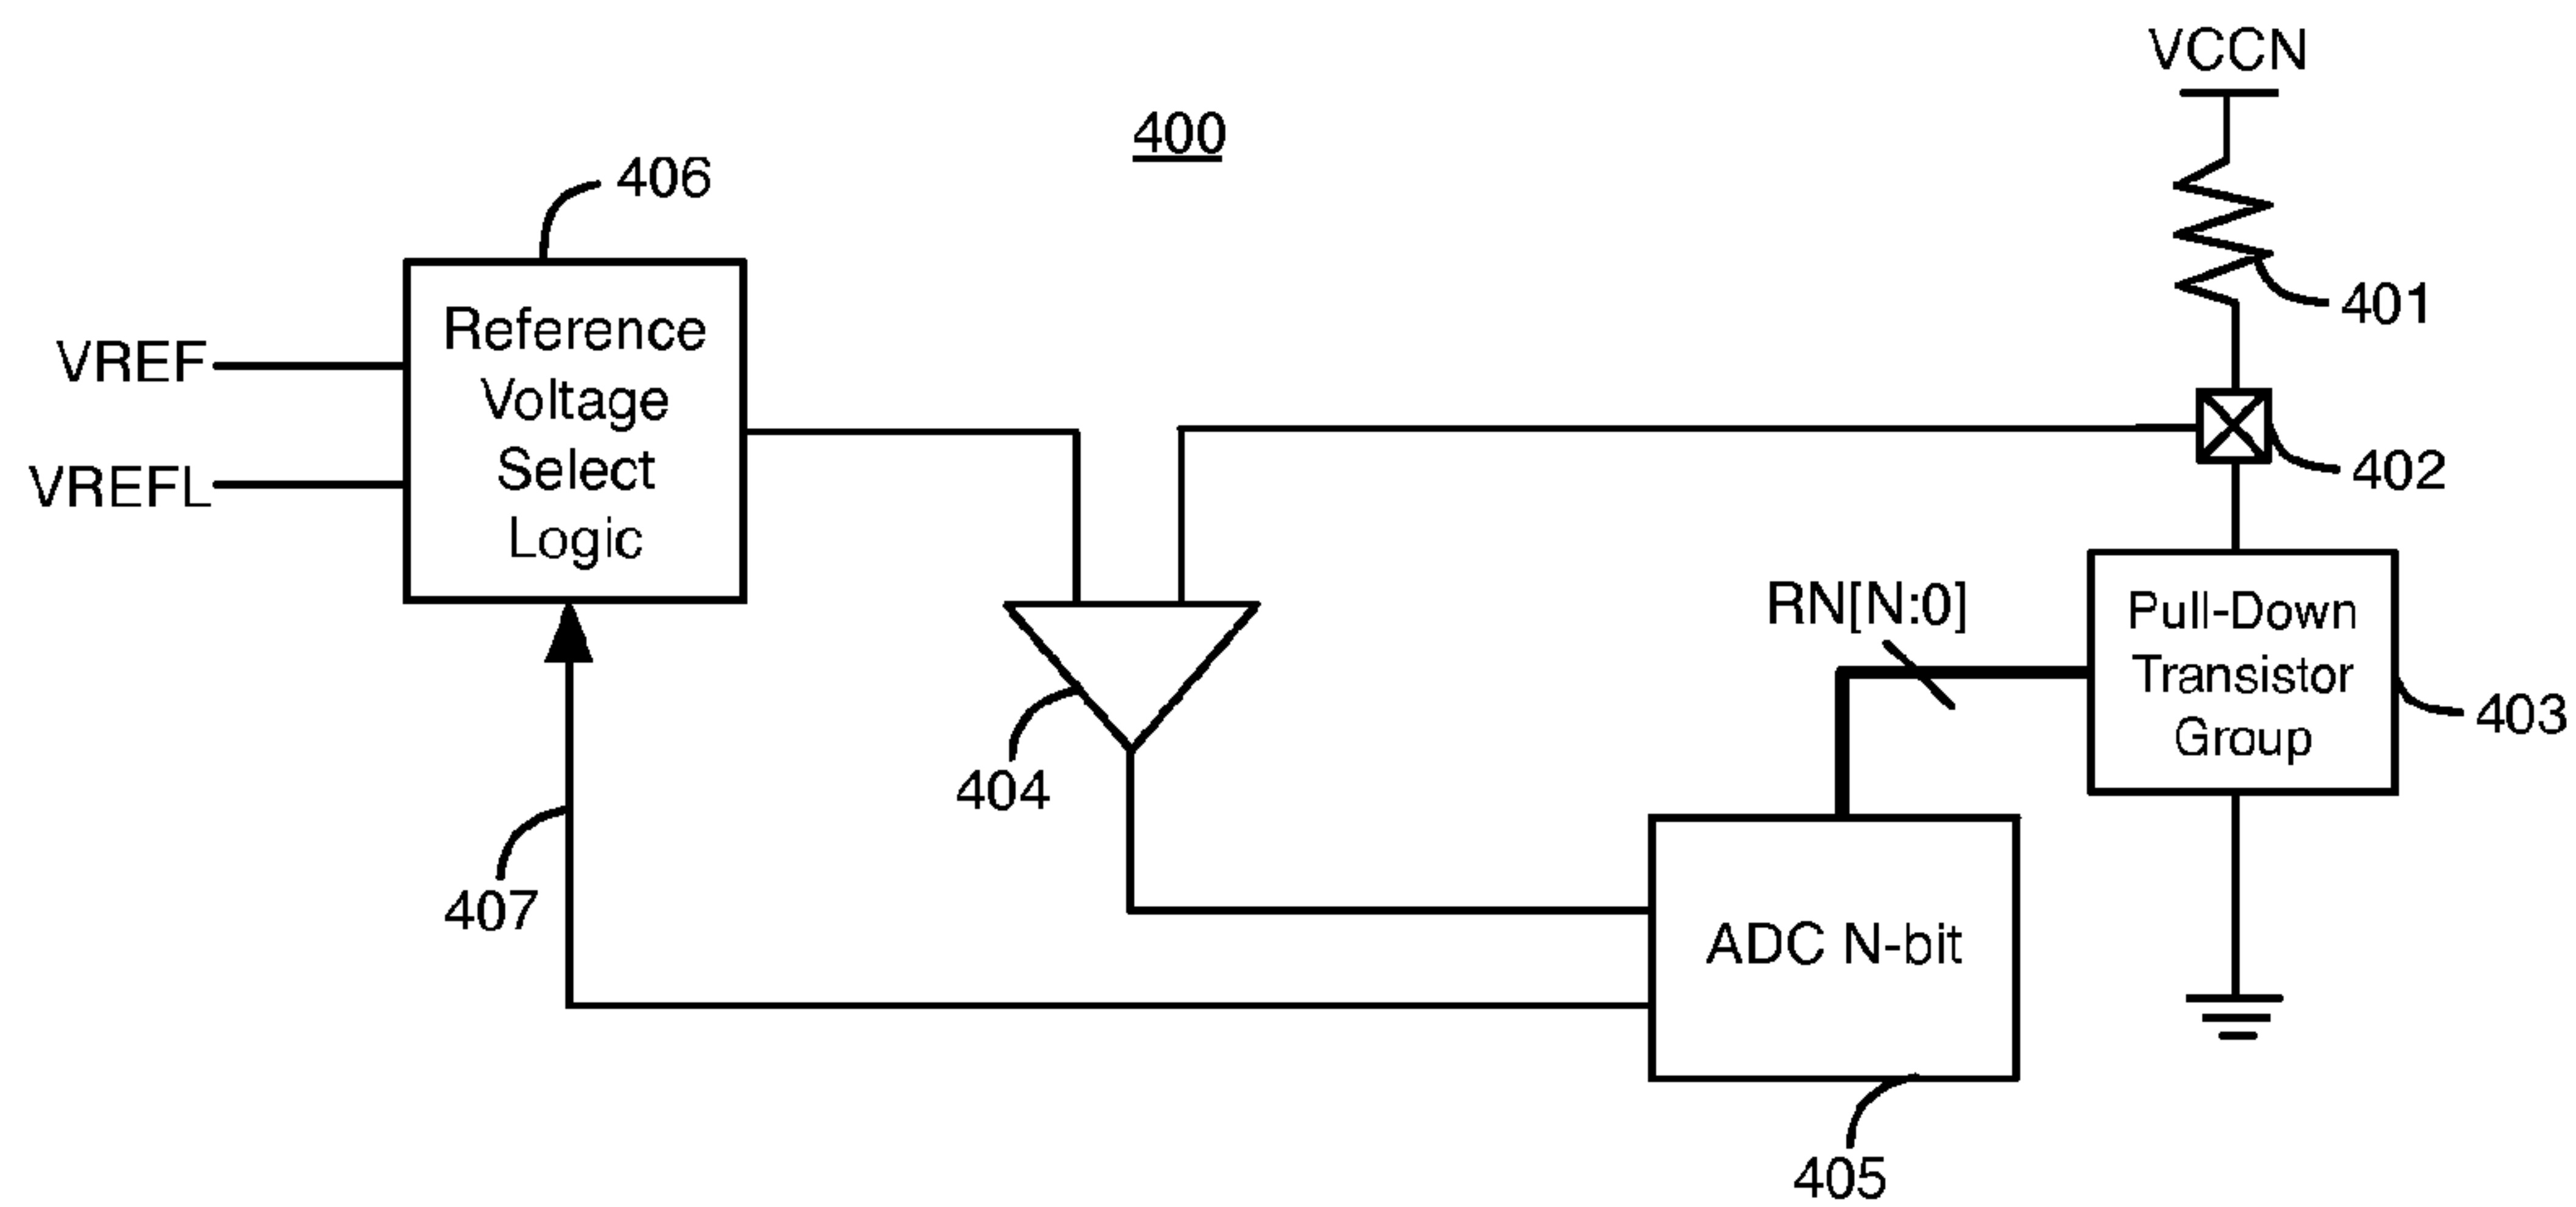 VCCN
400
406
Reference
Voltage
Select
Logic
VREF
VREFL
401
402
RN[N:0]
Pull-Down
Transistor
Group
403
404
407
ADC N-bit
405